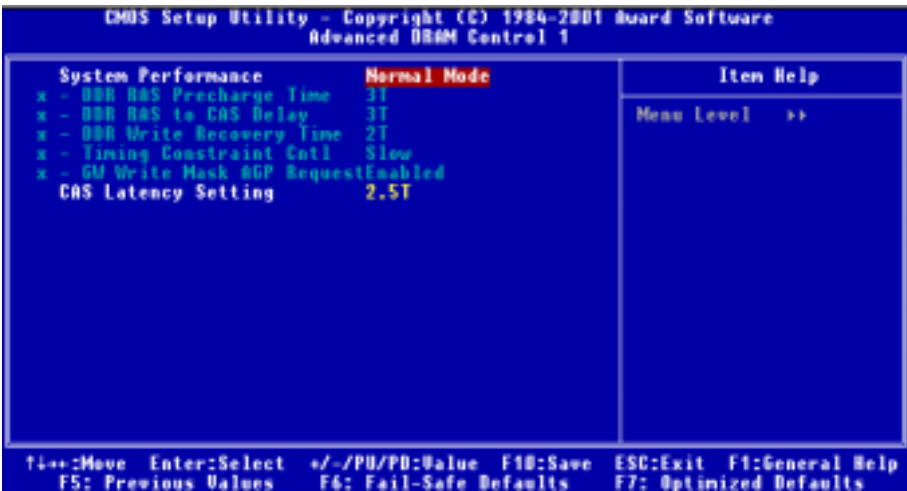 CMOS Setup Utility - Copyright (C) 1984-2001 Award Software
Advanced DRAM Control 1
System Performance Normal Mode
x - DDR RAS Precharge Time 3T
x - DDR RAS to CAS Delay 3T
x - DDR Write Recovery Time 2T
x - Timing Constraint Cntl Slow
x - GW Write Mask AGP Request Enabled
CAS Latency Setting 2.5T
Item Help
Menu Level ▸▸
↑↓→←:Move Enter:Select +/-/PU/PD:Value F10:Save ESC:Exit F1:General Help
F5: Previous Values F6: Fail-Safe Defaults F7: Optimized Defaults